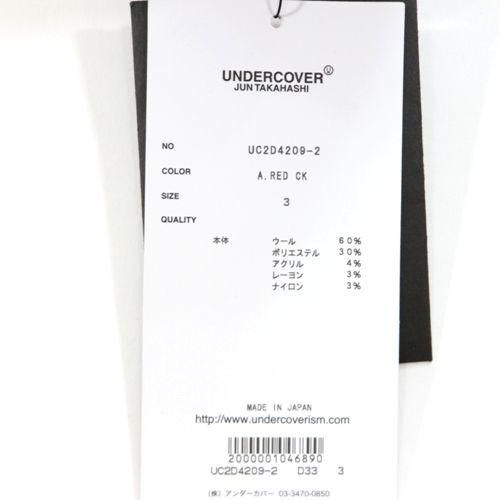 UNDERCOVER Ⓤ
JUN TAKAHASHI
NO UC2D4209-2
COLOR A.RED CK
SIZE 3
QUALITY
本体 ウール 60%
ポリエステル 30%
アクリル 4%
レーヨン 3%
ナイロン 3%
MADE IN JAPAN
http://www.undercoverism.com
2000001046890
UC2D4209-2 D33 3
(株) アンダーカバー 03-3470-0850